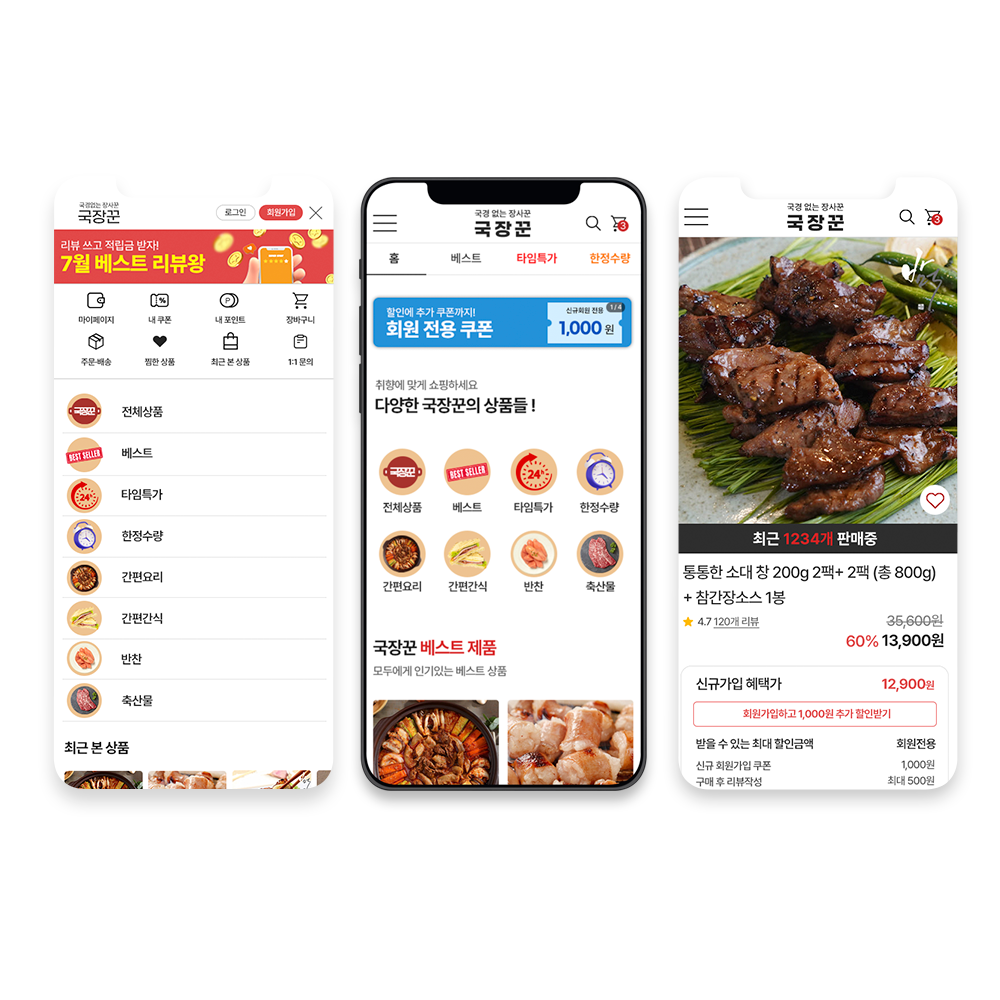 국경없는 장사꾼
국장꾼
로그인
회원가입
리뷰 쓰고 적립금 받자!
7월 베스트 리뷰왕
마이페이지
내 쿠폰
내 포인트
장바구니
주문·배송
찜한 상품
최근 본 상품
1:1 문의
국장꾼
전체상품
BEST SELLER
베스트
24h
타임특가
한정수량
간편요리
간편간식
반찬
축산물
최근 본 상품
국경 없는 장사꾼
국장꾼
3
홈
베스트
타임특가
한정수량
할인에 추가 쿠폰까지!
회원 전용 쿠폰
신규회원 전용
1 / 4
1,000 원
취향에 맞게 쇼핑하세요
다양한 국장꾼의 상품들 !
국장꾼
BEST SELLER
24h
전체상품
베스트
타임특가
한정수량
간편요리
간편간식
반찬
축산물
국장꾼 베스트 제품
모두에게 인기있는 베스트 상품
국경 없는 장사꾼
국장꾼
3
최근 1234개 판매중
통통한 소대 창 200g 2팩+ 2팩 (총 800g)
+ 참간장소스 1봉
4.7 120개 리뷰
35,600원
60% 13,900원
신규가입 혜택가
12,900원
회원가입하고 1,000원 추가 할인받기
받을 수 있는 최대 할인금액
회원전용
신규 회원가입 쿠폰
1,000원
구매 후 리뷰작성
최대 500원